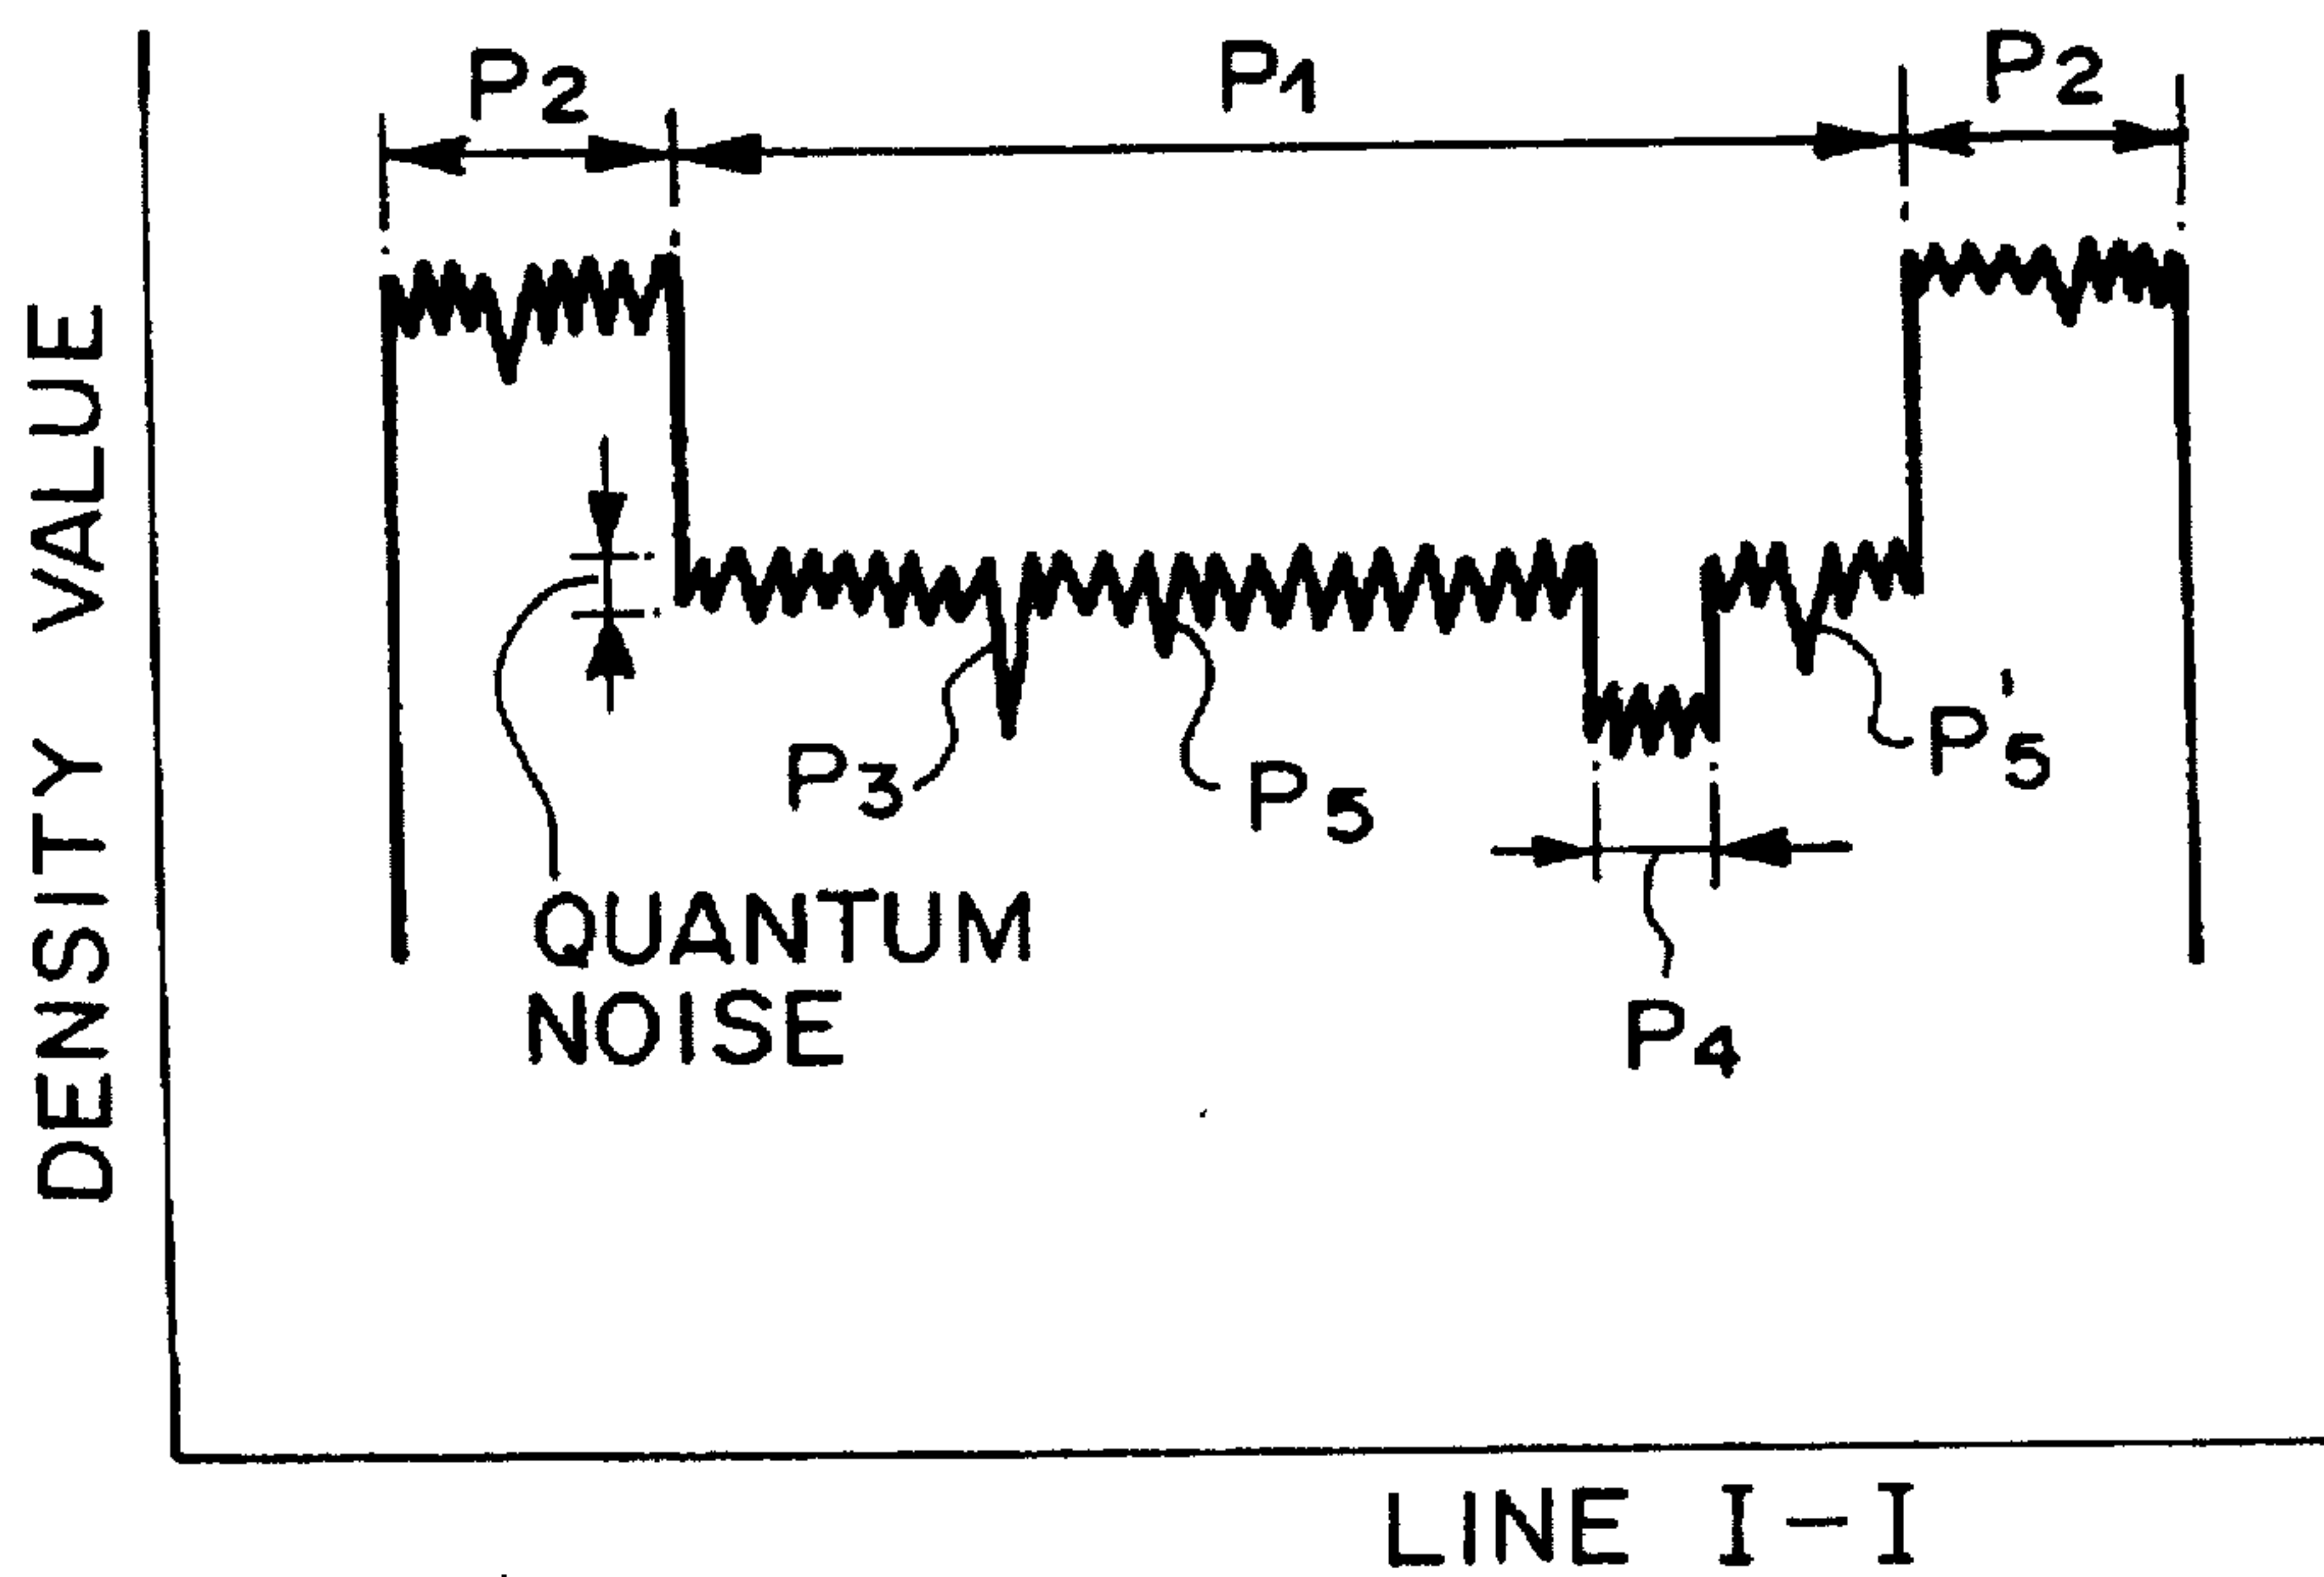 P2
P1
P2
DENSITY VALUE
P3
P5
P'5
QUANTUM
NOISE
P4
LINE I-I